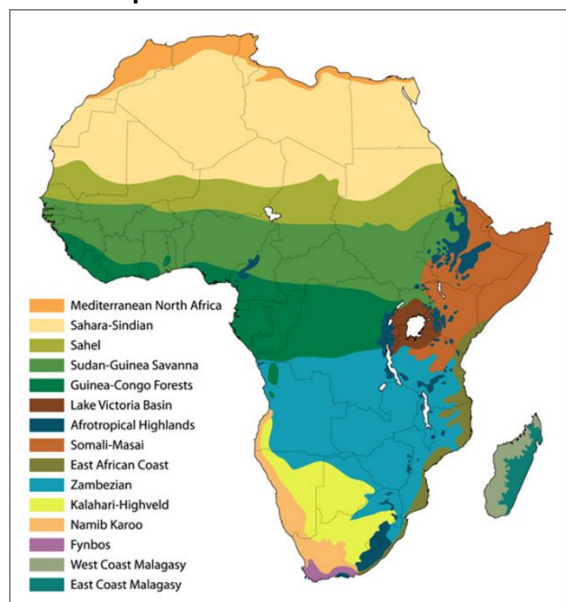 Mediterranean North Africa
Sahara-Sindian
Sahel
Sudan-Guinea Savanna
Guinea-Congo Forests
Lake Victoria Basin
Afrotropical Highlands
Somali-Masai
East African Coast
Zambezian
Kalahari-Highveld
Namib Karoo
Fynbos
West Coast Malagasy
East Coast Malagasy